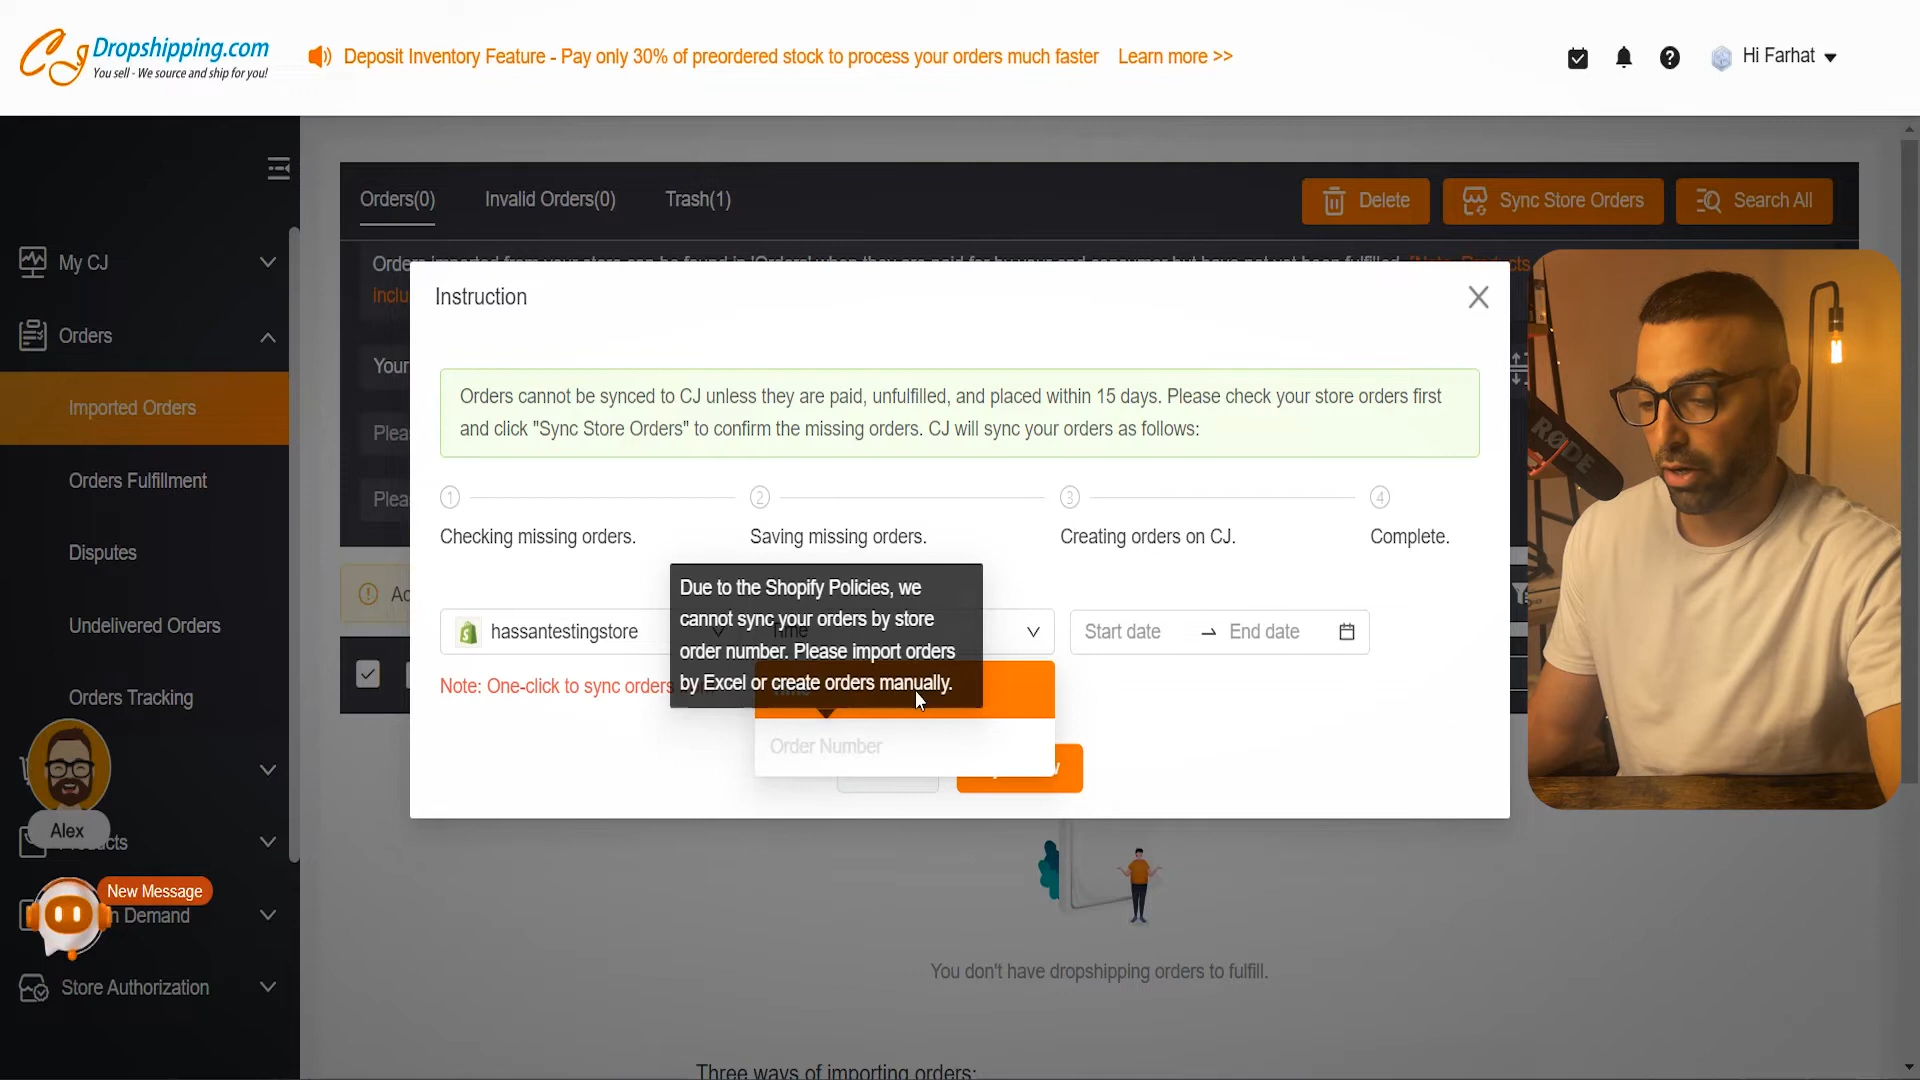 CJ Dropshipping.com
You sell - We source and ship for you!
Deposit Inventory Feature - Pay only 30% of preordered stock to process your orders much faster Learn more >>
Hi Farhat
Orders(0) Invalid Orders(0) Trash(1)
Delete Sync Store Orders Search All
My CJ
Orders
Imported Orders
Orders Fulfillment
Disputes
Undelivered Orders
Orders Tracking
Alex
New Message
Demand
Store Authorization
Your
Instruction
Orders cannot be synced to CJ unless they are paid, unfulfilled, and placed within 15 days. Please check your store orders first
and click "Sync Store Orders" to confirm the missing orders. CJ will sync your orders as follows:
1 2 3 4
Checking missing orders. Saving missing orders. Creating orders on CJ. Complete.
hassantestingstore Time Start date End date
Due to the Shopify Policies, we
cannot sync your orders by store
order number. Please import orders
by Excel or create orders manually.
Note: One-click to sync orders
Order Number
RØDE
You don't have dropshipping orders to fulfill.
Three ways of importing orders: